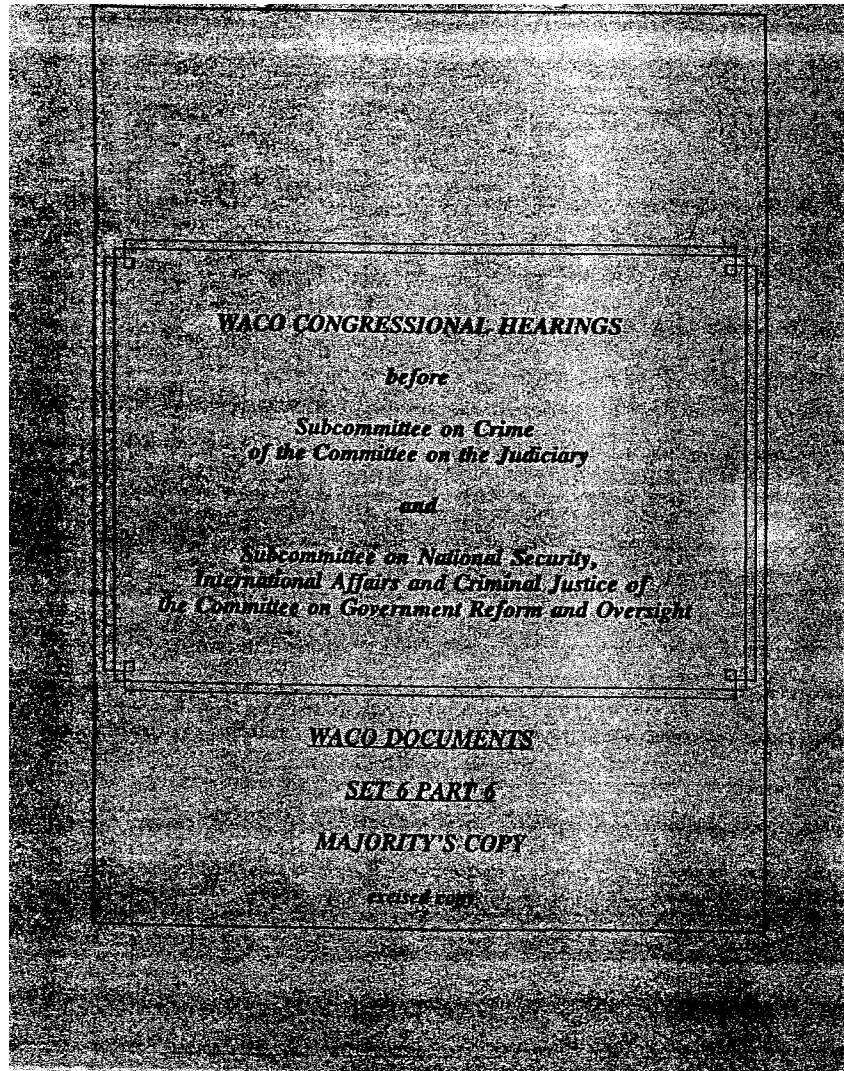 WACO CONGRESSIONAL HEARINGS
before
Subcommittee on Crime
of the Committee on the Judiciary
and
Subcommittee on National Security,
International Affairs and Criminal Justice of
the Committee on Government Reform and Oversight
WACO DOCUMENTS
SET 6 PART 6
MAJORITY'S COPY
excised copy